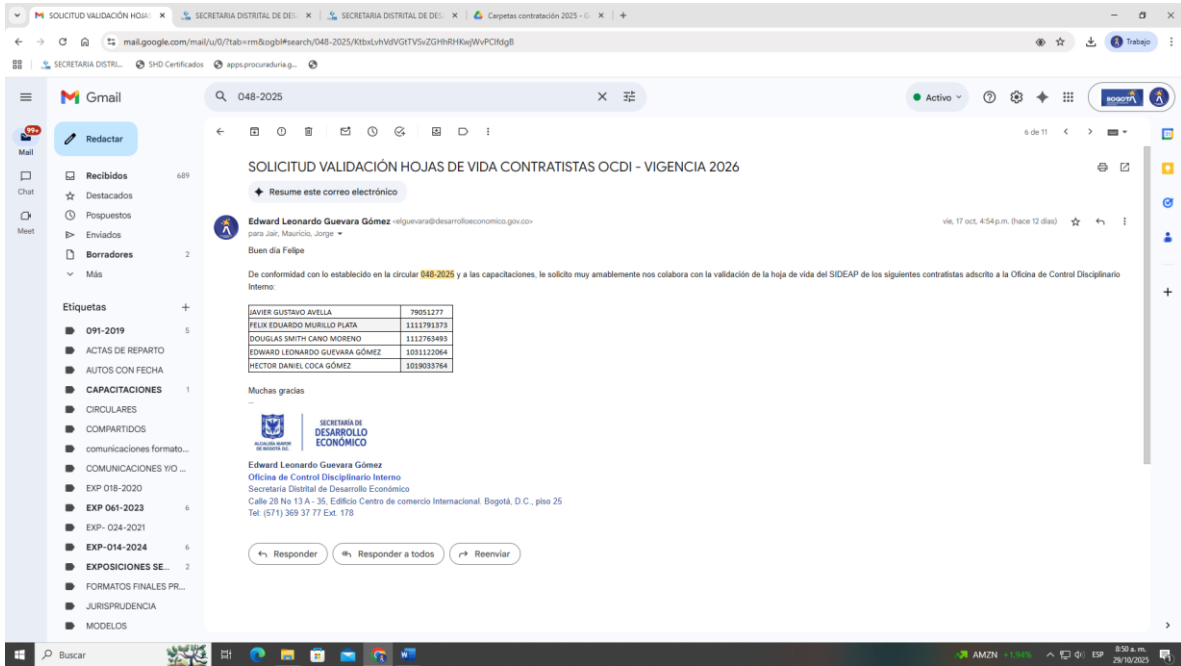 SOLICITUD VALIDACIÓN HOJAS
SECRETARIA DISTRITAL DE DES
SECRETARIA DISTRITAL DE DES
Carpetas contratación 2025 - G
mail.google.com/mail/u/0/?tab=rm&ogbl#search/048-2025/KtbxLvhVdVGtTVSvZGHhRHKwjWvPClfdgB
Trabajo
SECRETARIA DISTRI...
SHD Certificados
apps.procuraduria.g...
Gmail
048-2025
Activo
BOGOTÁ
99+
Mail
Chat
Meet
Redactar
6 de 11
Recibidos 689
Destacados
Pospuestos
Enviados
Borradores 2
Más
Etiquetas
091-2019 5
ACTAS DE REPARTO
AUTOS CON FECHA
CAPACITACIONES 1
CIRCULARES
COMPARTIDOS
comunicaciones formato...
COMUNICACIONES Y/O ...
EXP 018-2020
EXP 061-2023 6
EXP- 024-2021
EXP-014-2024 6
EXPOSICIONES SE... 2
FORMATOS FINALES PR...
JURISPRUDENCIA
MODELOS
SOLICITUD VALIDACIÓN HOJAS DE VIDA CONTRATISTAS OCDI - VIGENCIA 2026
Resume este correo electrónico
Edward Leonardo Guevara Gómez <elguevara@desarrolloeconomico.gov.co>
vie, 17 oct, 4:54 p.m. (hace 12 días)
para Jair, Mauricio, Jorge
Buen día Felipe
De conformidad con lo establecido en la circular 048-2025 y a las capacitaciones, le solicito muy amablemente nos colabora con la validación de la hoja de vida del SIDEAP de los siguientes contratistas adscrito a la Oficina de Control Disciplinario
Interno:
JAVIER GUSTAVO AVELLA 79051277
FELIX EDUARDO MURILLO PLATA 1111791373
DOUGLAS SMITH CANO MORENO 1112763493
EDWARD LEONARDO GUEVARA GÓMEZ 1031122064
HECTOR DANIEL COCA GÓMEZ 1019033764
Muchas gracias
--
ALCALDÍA MAYOR
DE BOGOTÁ D.C.
SECRETARÍA DE
DESARROLLO
ECONÓMICO
Edward Leonardo Guevara Gómez
Oficina de Control Disciplinario Interno
Secretaría Distrital de Desarrollo Económico
Calle 28 No 13 A - 35, Edificio Centro de comercio Internacional. Bogotá, D.C., piso 25
Tel: (571) 369 37 77 Ext. 178
Responder
Responder a todos
Reenviar
Buscar
AMZN +1,94%
ESP
8:50 a. m.
29/10/2025